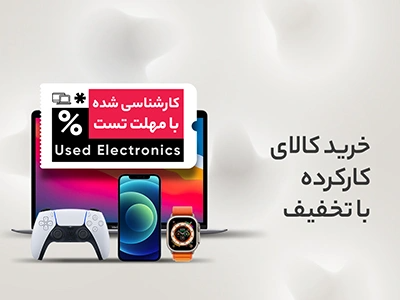 کارشناسی شده
با مهلت تست
%
Used Electronics
خرید کالای
کارکرده
با تخفیف